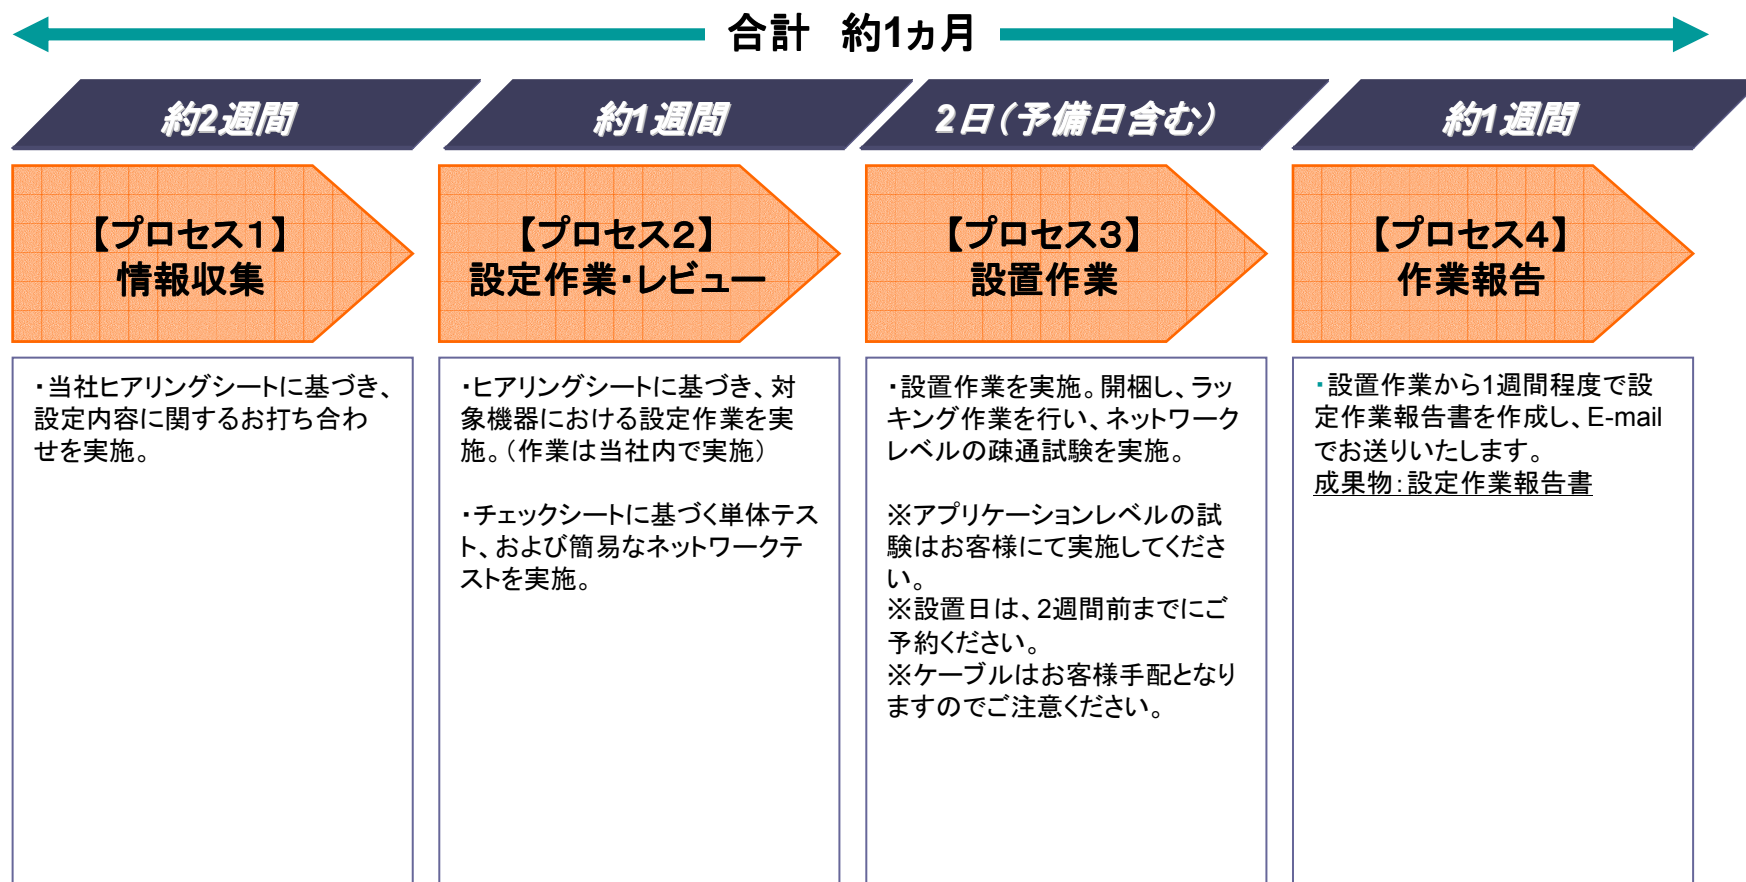 合計　約1ヵ月
約2週間
約1週間
2日（予備日含む）
約1週間
【プロセス１】
情報収集
【プロセス２】
設定作業・レビュー
【プロセス３】
設置作業
【プロセス４】
作業報告
・当社ヒアリングシートに基づき、
設定内容に関するお打ち合わ
せを実施。
・ヒアリングシートに基づき、対
象機器における設定作業を実
施。（作業は当社内で実施）
・チェックシートに基づく単体テス
ト、および簡易なネットワークテ
ストを実施。
・設置作業を実施。開梱し、ラッ
キング作業を行い、ネットワーク
レベルの疎通試験を実施。
※アプリケーションレベルの試
験はお客様にて実施してくださ
い。
※設置日は、2週間前までにご
予約ください。
※ケーブルはお客様手配となり
ますのでご注意ください。
・設置作業から1週間程度で設
定作業報告書を作成し、E-mail
でお送りいたします。
成果物：設定作業報告書